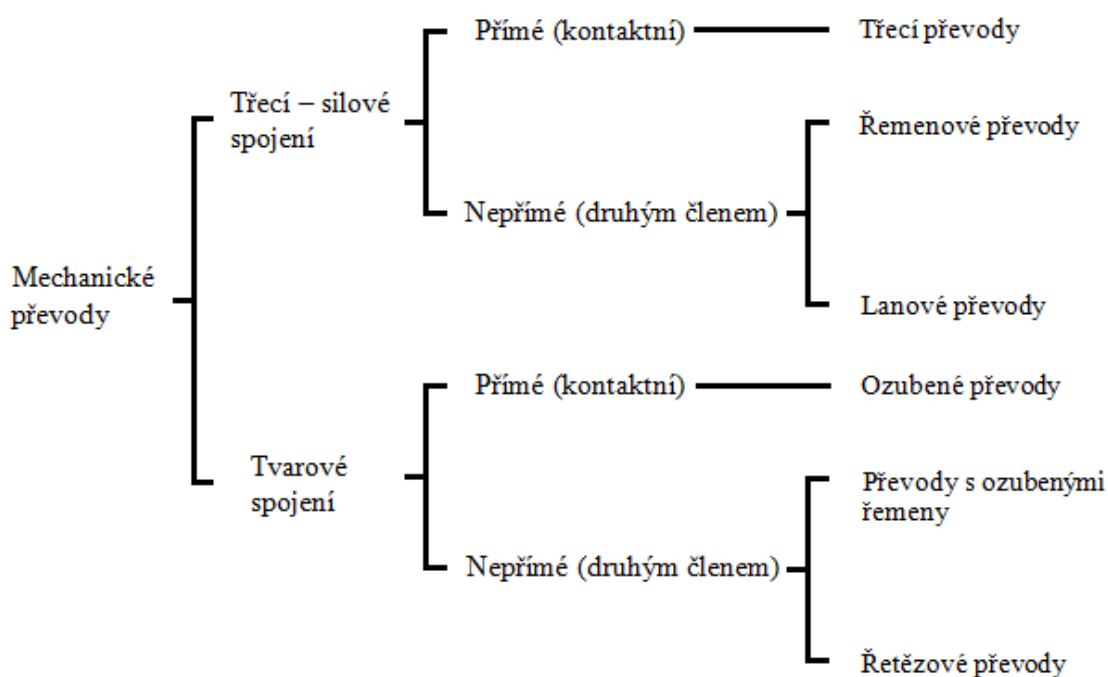 Mechanické
převody
Třecí – silové
spojení
Přímé (kontaktní)
Třecí převody
Nepřímé (druhým členem)
Řemenové převody
Lanové převody
Tvarové
spojení
Přímé (kontaktní)
Ozubené převody
Nepřímé (druhým členem)
Převody s ozubenými
řemeny
Řetězové převody